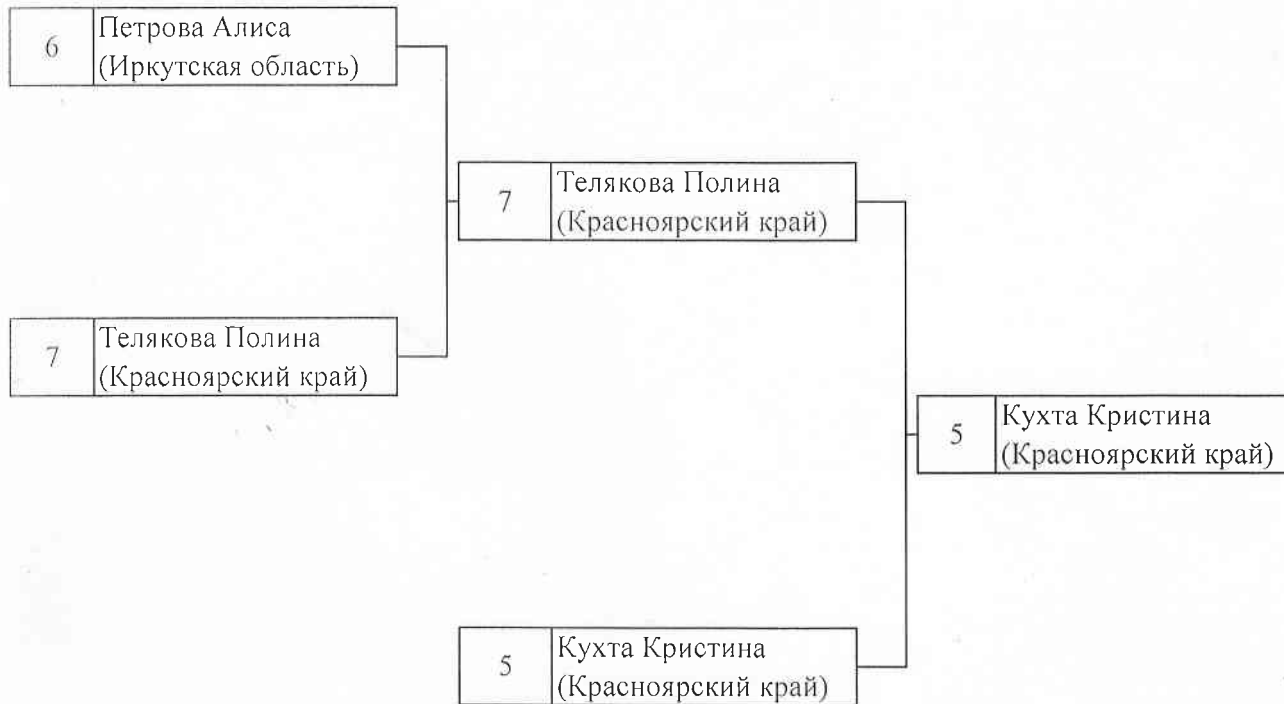 6
Петрова Алиса
(Иркутская область)
7
Телякова Полина
(Красноярский край)
7
Телякова Полина
(Красноярский край)
5
Кухта Кристина
(Красноярский край)
5
Кухта Кристина
(Красноярский край)